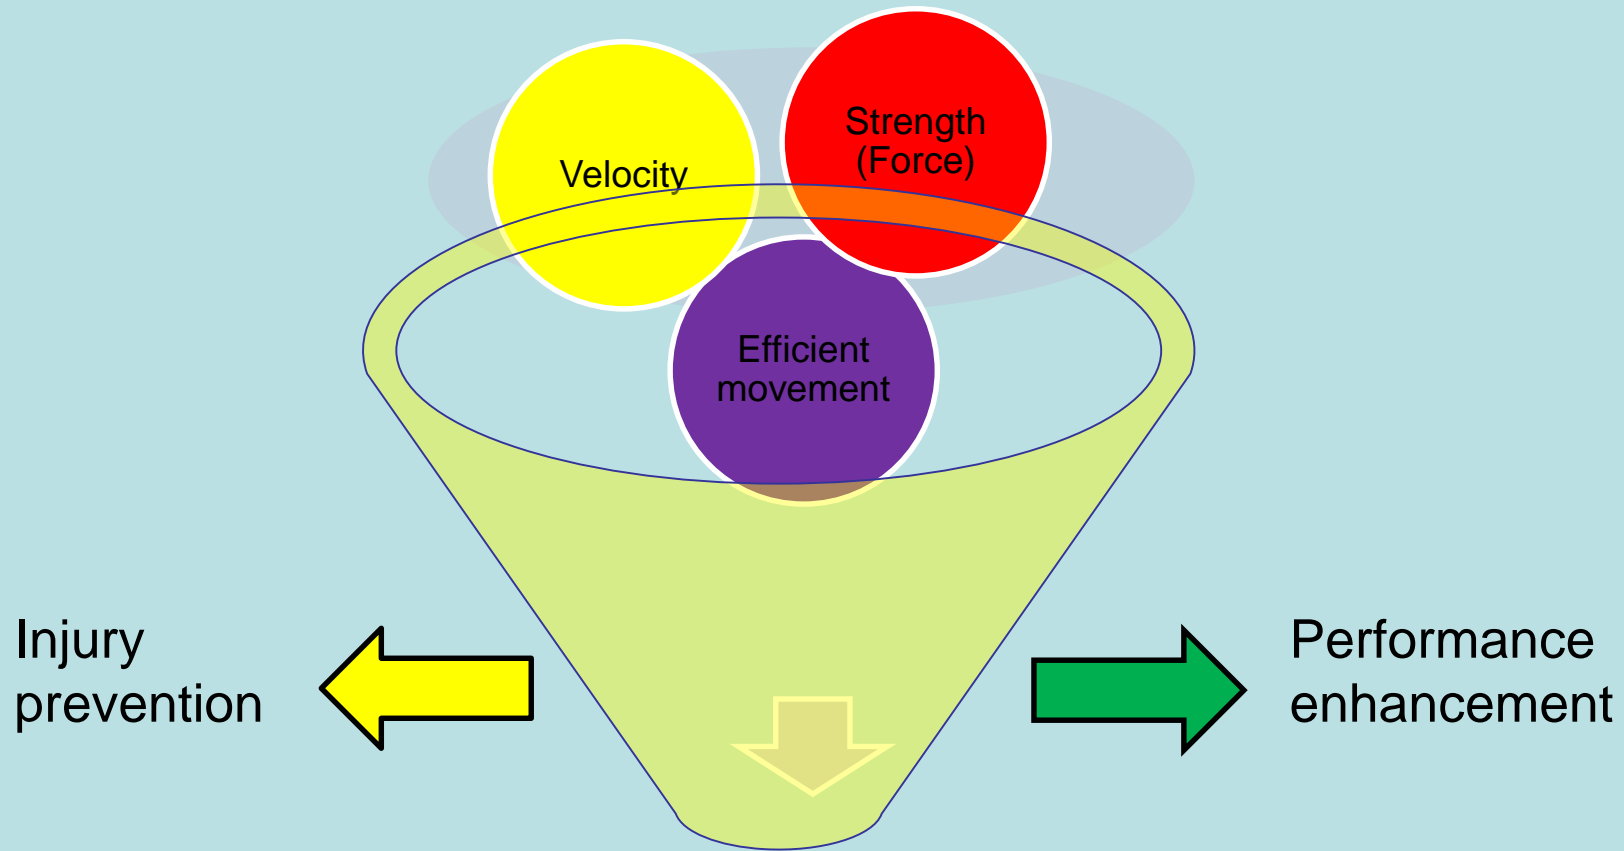 Velocity
Strength
(Force)
Efficient
movement
Injury
prevention
Performance
enhancement